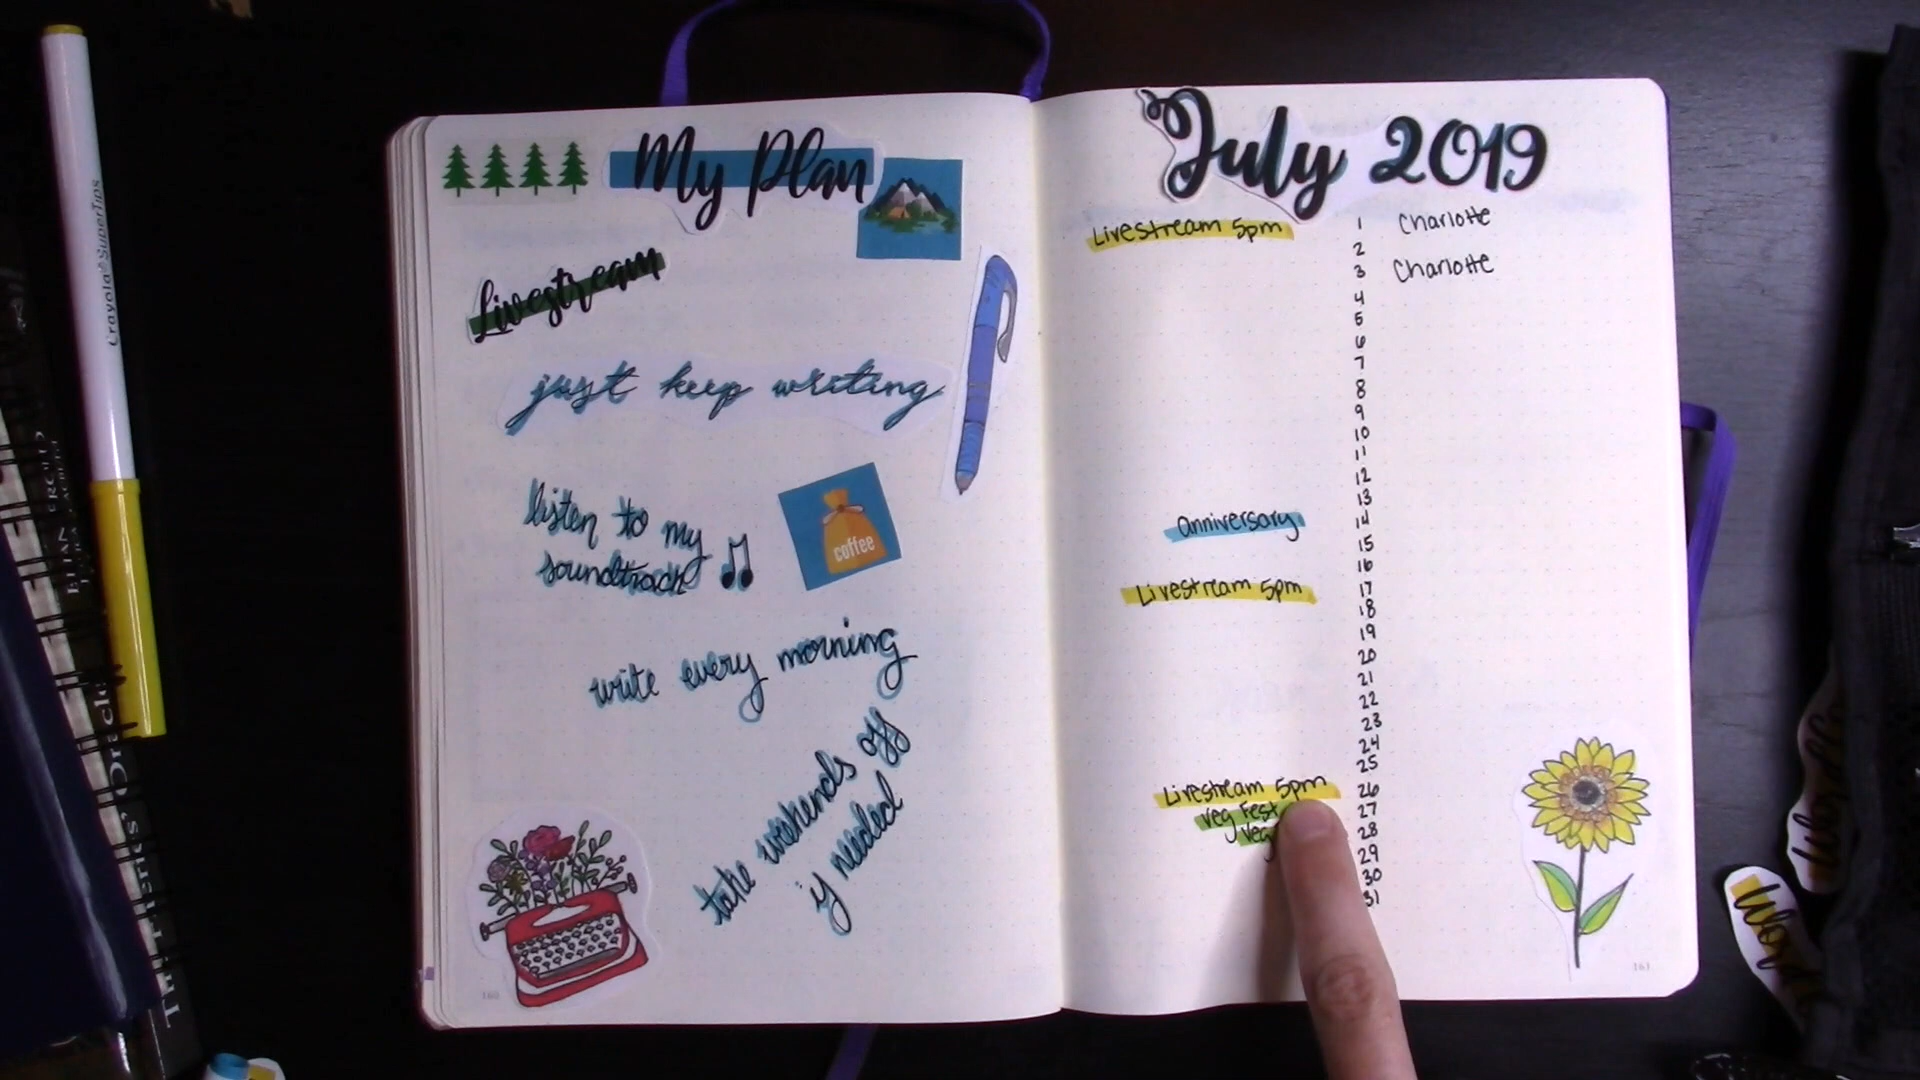 My Plan
Livestream
just keep writing
listen to my
soundtrack
coffee
write every morning
take weekends off
if needed
160
July 2019
Livestream 5pm 1 Charlotte
2
3 Charlotte
4
5
6
7
8
9
10
11
12
13
anniversary 14
15
16
Livestream 5pm 17
18
19
20
21
22
23
24
25
Livestream 5pm 26
Veg Fest 27
Veg 28
29
30
31
161
Crayola SuperTips